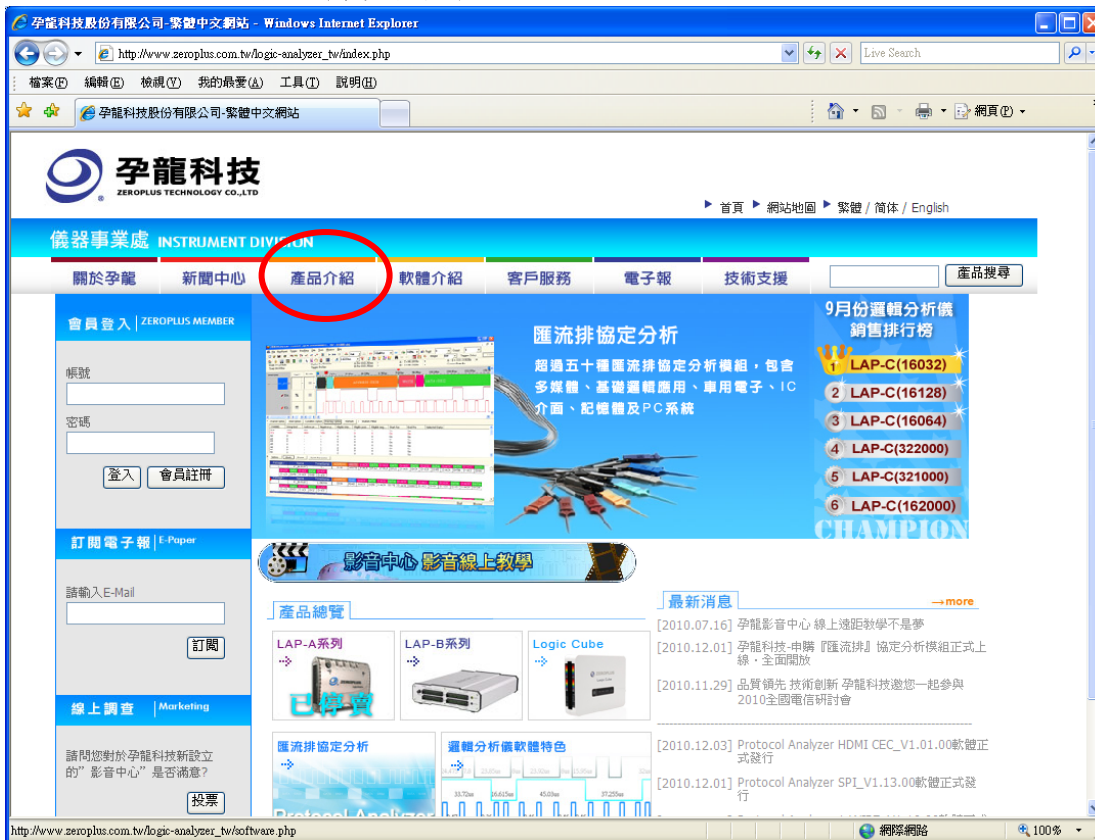 孕龍科技股份有限公司-繁體中文網站 - Windows Internet Explorer
http://www.zeroplus.com.tw/logic-analyzer_tw/index.php
Live Search
檔案(F) 編輯(E) 檢視(V) 我的最愛(A) 工具(T) 說明(H)
孕龍科技股份有限公司-繁體中文網站
網頁(P)
孕龍科技
ZEROPLUS TECHNOLOGY CO.,LTD
首頁 網站地圖 繁體 / 简体 / English
儀器事業處 INSTRUMENT DIVISION
關於孕龍 新聞中心 產品介紹 軟體介紹 客戶服務 電子報 技術支援 產品搜尋
會員登入 ZEROPLUS MEMBER
帳號
密碼
登入 會員註冊
匯流排協定分析
超過五十種匯流排協定分析模組，包含
多媒體、基礎邏輯應用、車用電子、IC
介面、記憶體及PC系統
9月份邏輯分析儀
銷售排行榜
1 LAP-C(16032)
2 LAP-C(16128)
3 LAP-C(16064)
4 LAP-C(322000)
5 LAP-C(321000)
6 LAP-C(162000)
CHAMPION
訂閱電子報 E-Paper
請輸入E-Mail
訂閱
影音中心 影音線上教學
產品總覽
LAP-A系列
已停賣
LAP-B系列
Logic Cube
匯流排協定分析
Protocol Analyzer
邏輯分析儀軟體特色
33.72us 16.615us 45.03us 37.255us
最新消息 →more
[2010.07.16] 孕龍影音中心 線上遠距教學不是夢
[2010.12.01] 孕龍科技-申購『匯流排』協定分析模組正式上
線，全面開放
[2010.11.29] 品質領先 技術創新 孕龍科技邀您一起參與
2010全國電信研討會
[2010.12.03] Protocol Analyzer HDMI CEC_V1.01.00軟體正
式發行
[2010.12.01] Protocol Analyzer SPI_V1.13.00軟體正式發
行
線上調查 Marketing
請問您對於孕龍科技新設立
的”影音中心”是否滿意?
投票
http://www.zeroplus.com.tw/logic-analyzer_tw/software.php
網際網路
100%